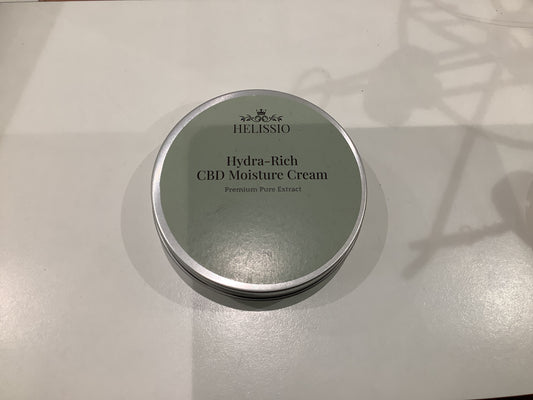 HELISSIO
Hydra-Rich
CBD Moisture Cream
Premium Pure Extract